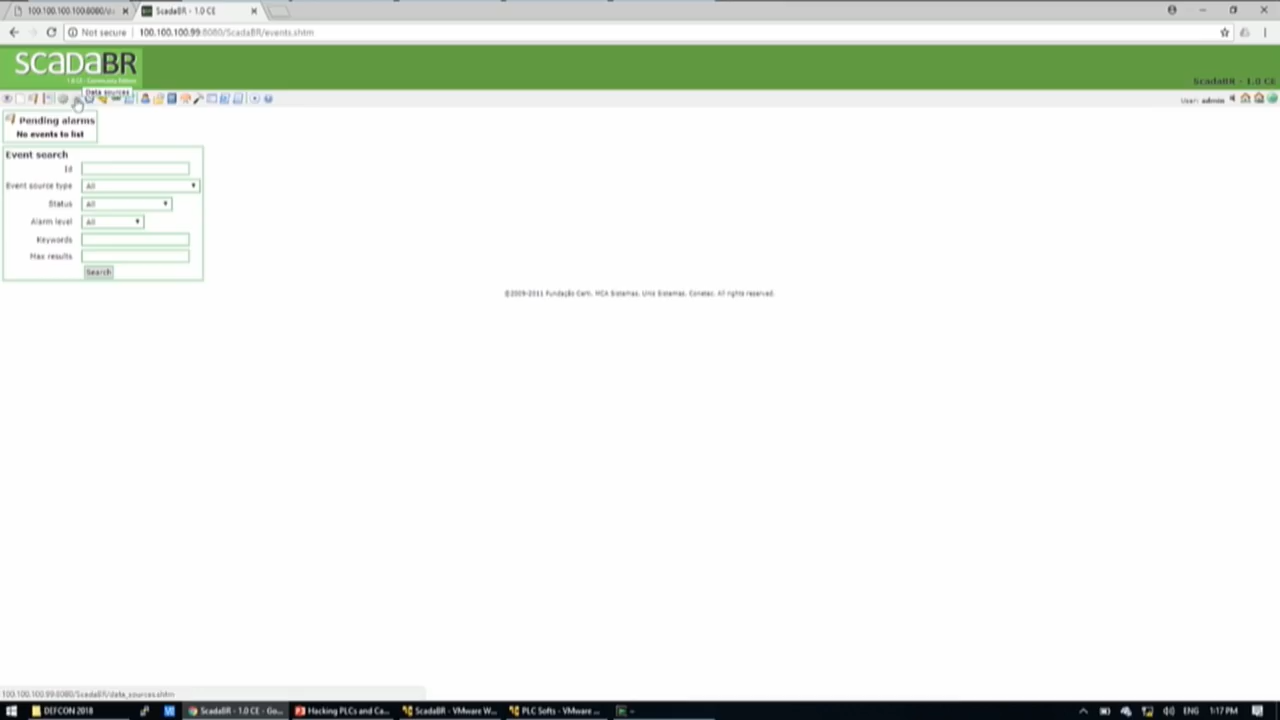 100.100.100.100:8080/
ScadaBR - 1.0 CE
Not secure | 100.100.100.99:8080/ScadaBR/events.shtm
SCADABR
ScadaBR - 1.0 CE
Data sources
User: admin
Pending alarms
No events to list
Event search
Id
Event source type All
Status All
Alarm level All
Keywords
Max results
Search
©2009-2011 Fundação Certi, MCA Sistemas, Unis Sistemas, Conetec. All rights reserved.
100.100.100.99:8080/ScadaBR/data_sources.shtm
DEFCON 2018
ScadaBR - 1.0 CE - Go...
Hacking PLCs and Ca...
ScadaBR - VMware W...
PLC Softs - VMware ...
ENG
1:17 PM